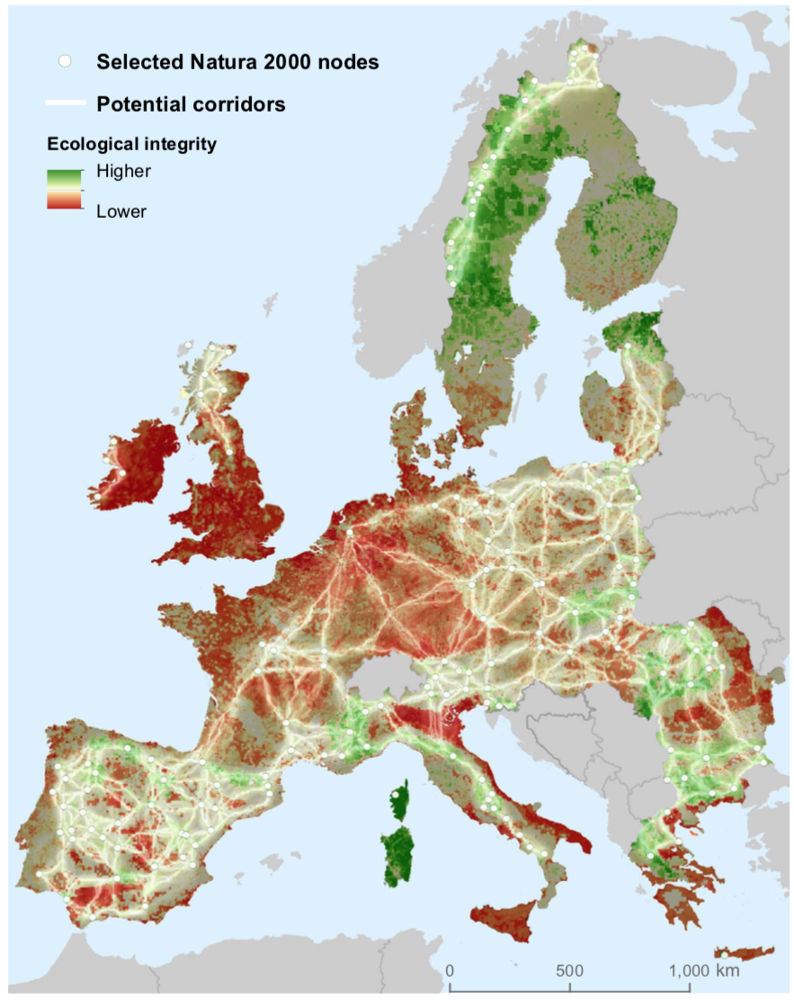 Selected Natura 2000 nodes
Potential corridors
Ecological integrity
Higher
Lower
0 500 1,000 km